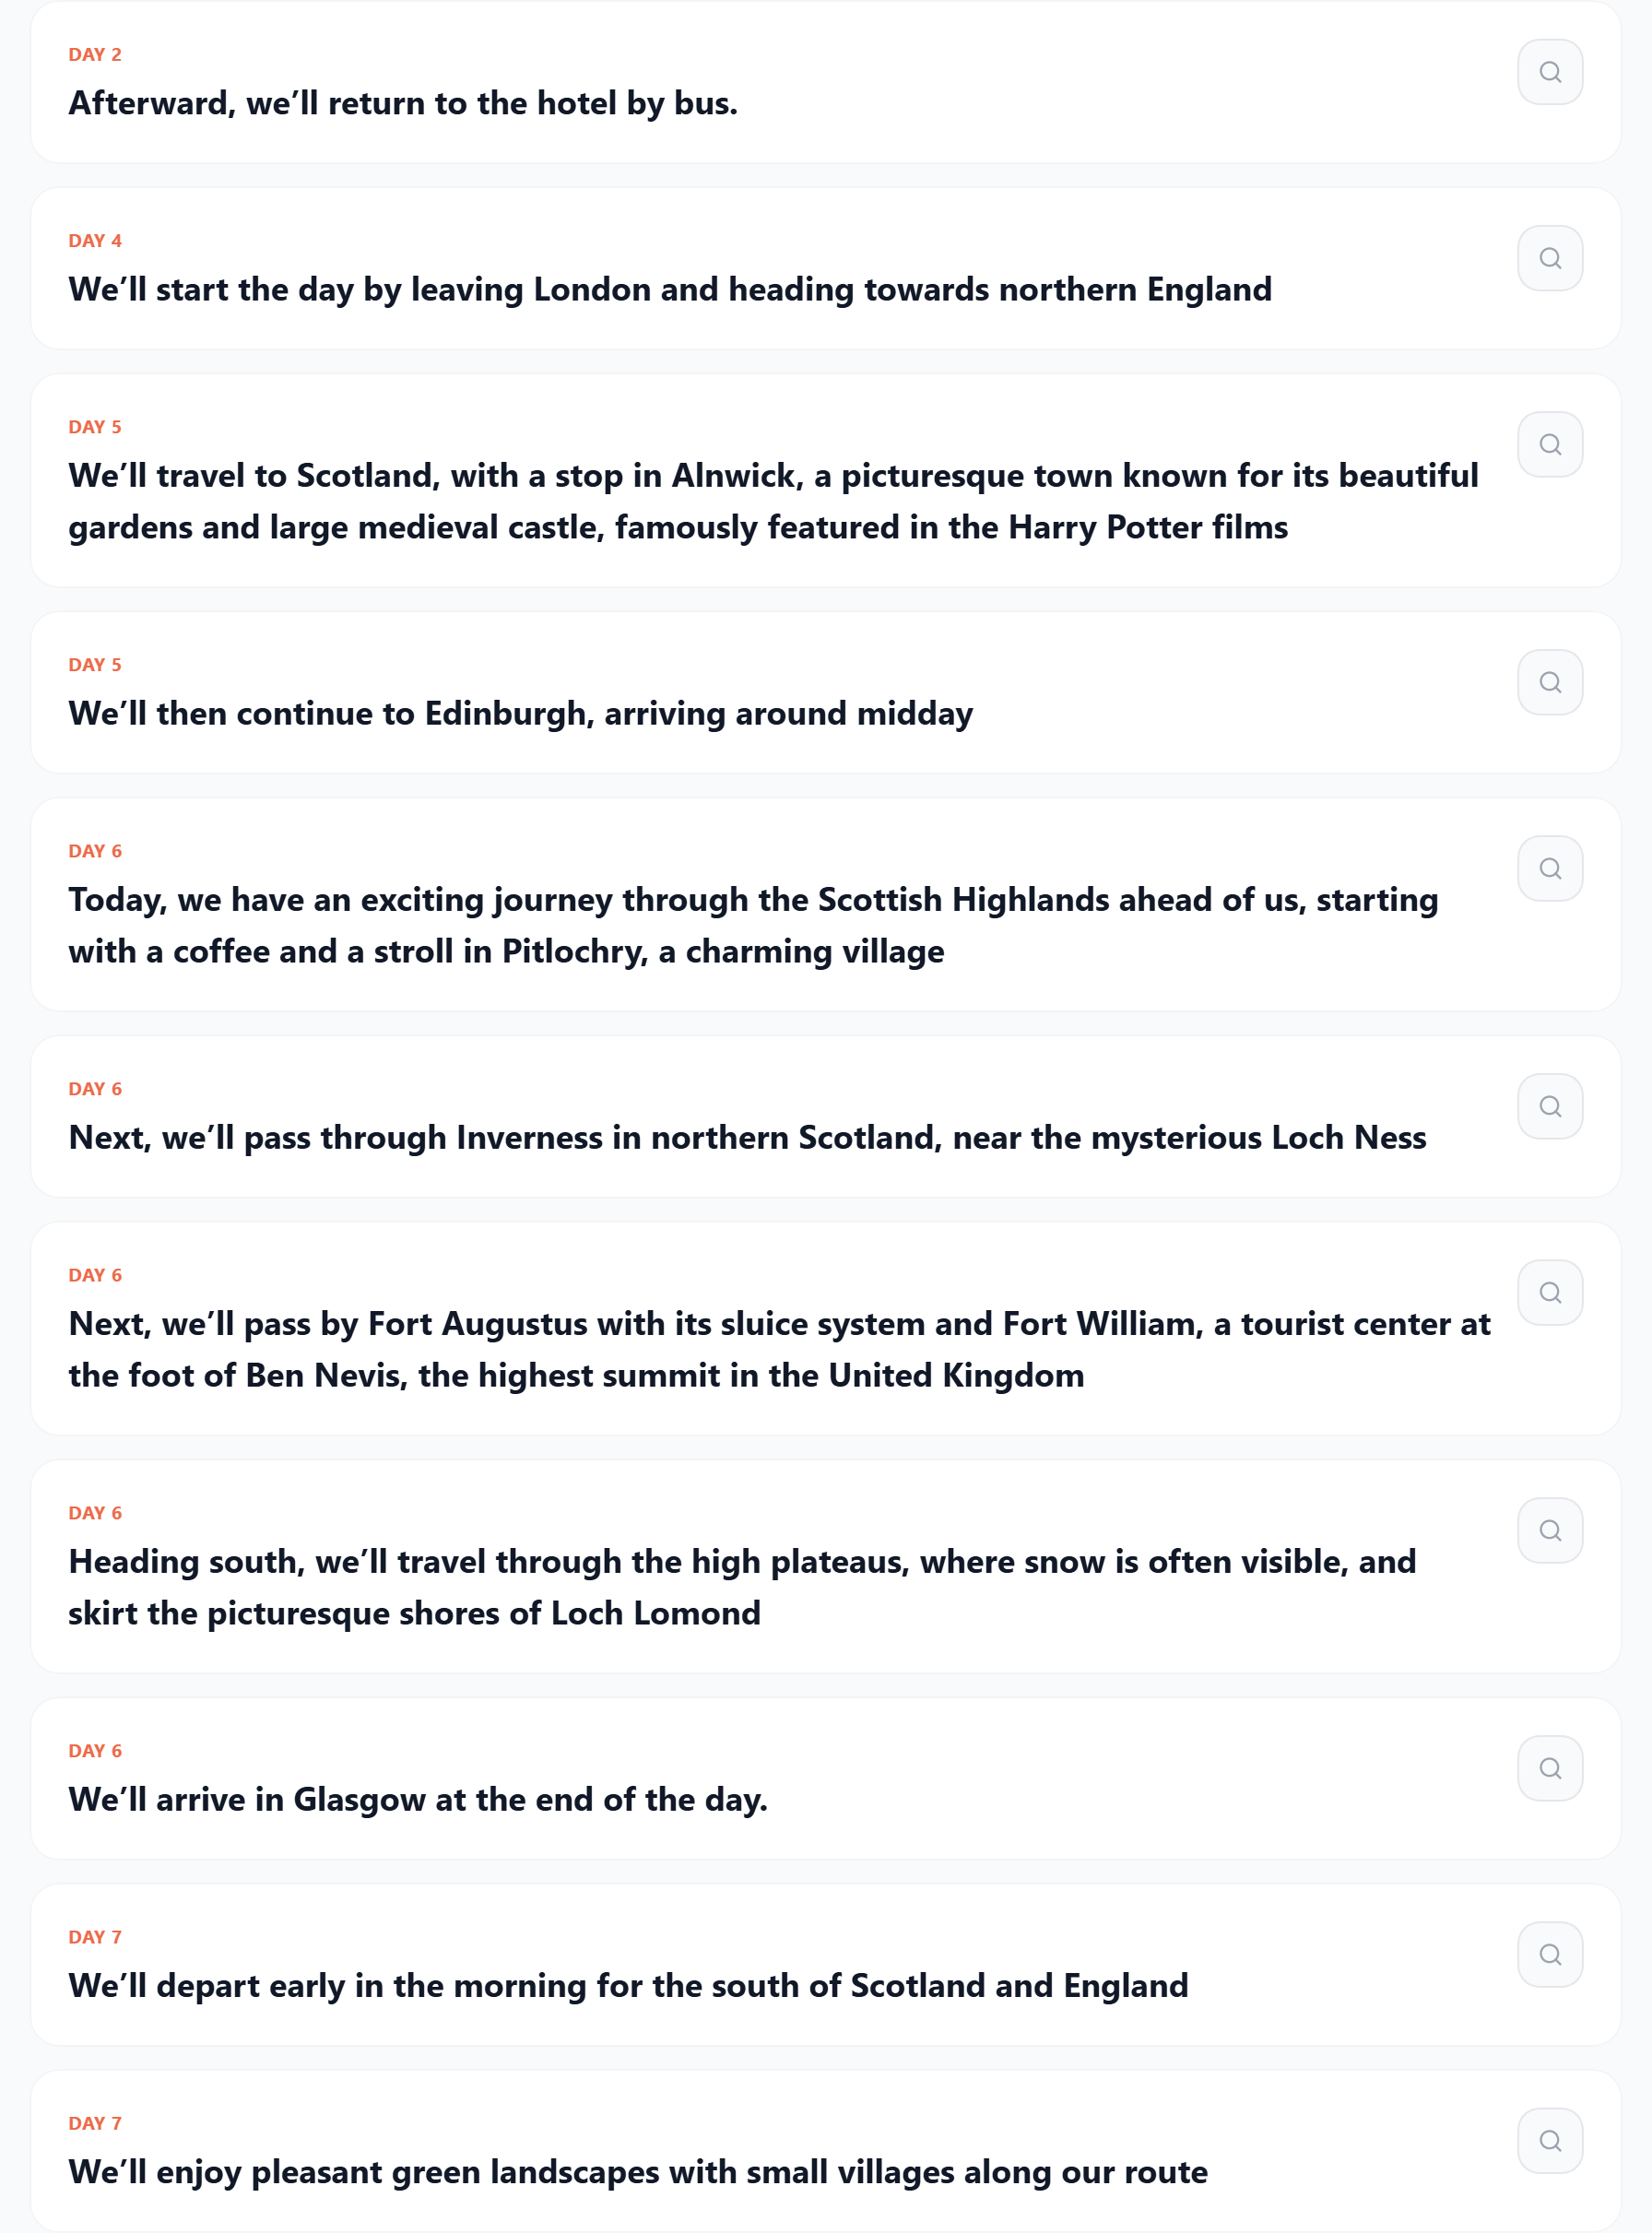 DAY 2
Afterward, we’ll return to the hotel by bus.
DAY 4
We’ll start the day by leaving London and heading towards northern England
DAY 5
We’ll travel to Scotland, with a stop in Alnwick, a picturesque town known for its beautiful
gardens and large medieval castle, famously featured in the Harry Potter films
DAY 5
We’ll then continue to Edinburgh, arriving around midday
DAY 6
Today, we have an exciting journey through the Scottish Highlands ahead of us, starting
with a coffee and a stroll in Pitlochry, a charming village
DAY 6
Next, we’ll pass through Inverness in northern Scotland, near the mysterious Loch Ness
DAY 6
Next, we’ll pass by Fort Augustus with its sluice system and Fort William, a tourist center at
the foot of Ben Nevis, the highest summit in the United Kingdom
DAY 6
Heading south, we’ll travel through the high plateaus, where snow is often visible, and
skirt the picturesque shores of Loch Lomond
DAY 6
We’ll arrive in Glasgow at the end of the day.
DAY 7
We’ll depart early in the morning for the south of Scotland and England
DAY 7
We’ll enjoy pleasant green landscapes with small villages along our route